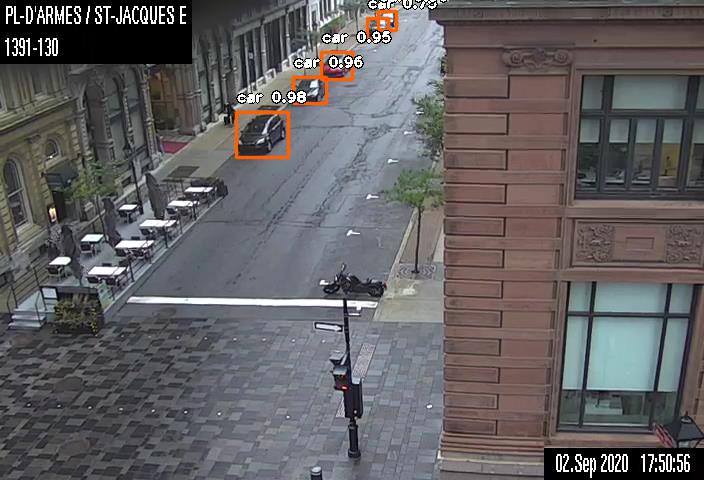 PL-D'ARMES / ST-JACQUES E
1391-130
car 0.95
car 0.96
car 0.98
02.Sep 2020 17:50:56